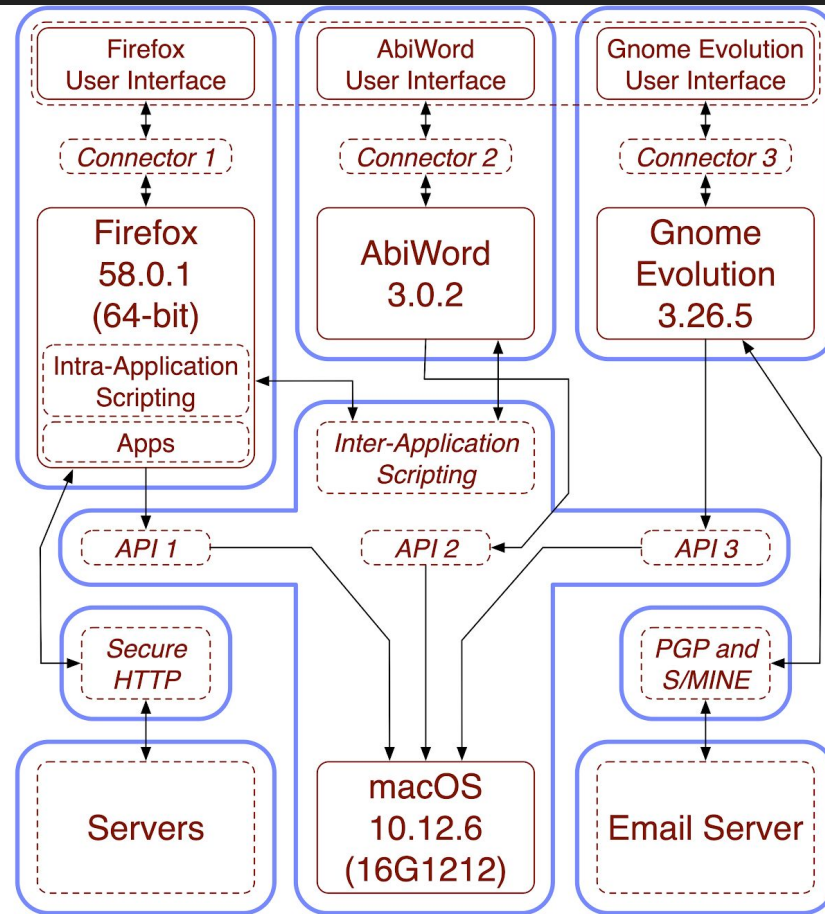 Firefox
User Interface
AbiWord
User Interface
Gnome Evolution
User Interface
Connector 1
Connector 2
Connector 3
Firefox
58.0.1
(64-bit)
AbiWord
3.0.2
Gnome
Evolution
3.26.5
Intra-Application
Scripting
Apps
Inter-Application
Scripting
API 1
API 2
API 3
Secure
HTTP
PGP and
S/MINE
Servers
macOS
10.12.6
(16G1212)
Email Server